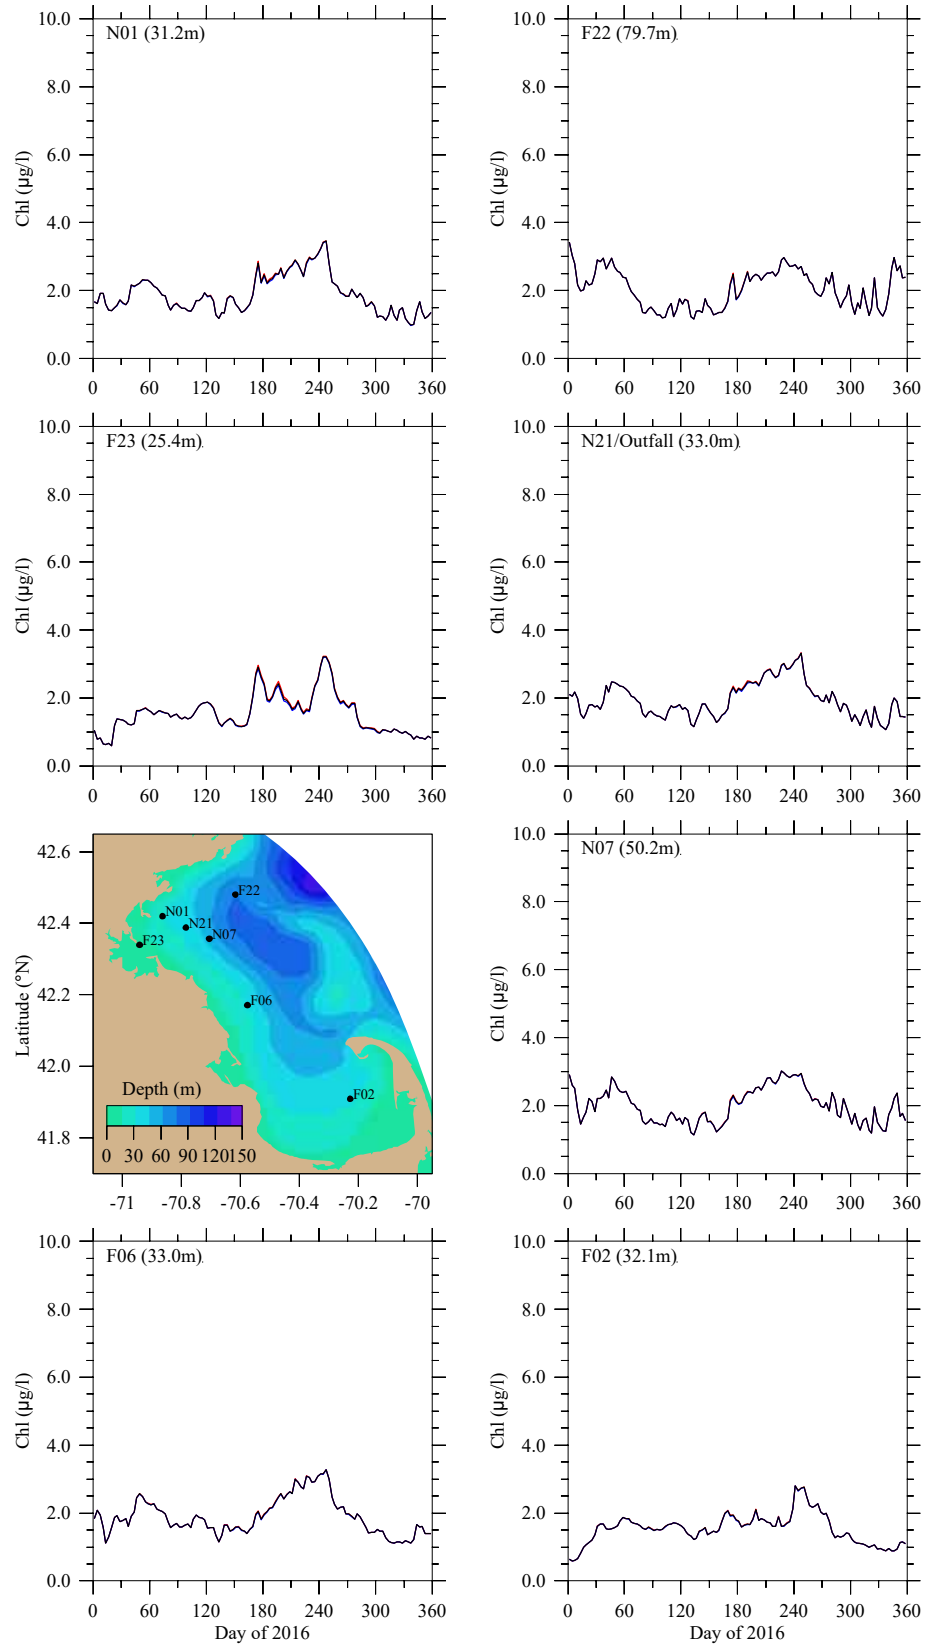 N01 (31.2m)
10.0
8.0
6.0
4.0
2.0
0.0
Chl (µg/l)
0 60 120 180 240 300 360
F22 (79.7m)
10.0
8.0
6.0
4.0
2.0
0.0
Chl (µg/l)
0 60 120 180 240 300 360
F23 (25.4m)
10.0
8.0
6.0
4.0
2.0
0.0
Chl (µg/l)
0 60 120 180 240 300 360
N21/Outfall (33.0m)
10.0
8.0
6.0
4.0
2.0
0.0
Chl (µg/l)
0 60 120 180 240 300 360
42.6
42.4
42.2
42.0
41.8
Latitude (°N)
F22
N01
N21
N07
F23
F06
F02
Depth (m)
0 30 60 90 120 150
-71 -70.8 -70.6 -70.4 -70.2 -70
N07 (50.2m)
10.0
8.0
6.0
4.0
2.0
0.0
Chl (µg/l)
0 60 120 180 240 300 360
F06 (33.0m)
10.0
8.0
6.0
4.0
2.0
0.0
Chl (µg/l)
0 60 120 180 240 300 360
Day of 2016
F02 (32.1m)
10.0
8.0
6.0
4.0
2.0
0.0
Chl (µg/l)
0 60 120 180 240 300 360
Day of 2016